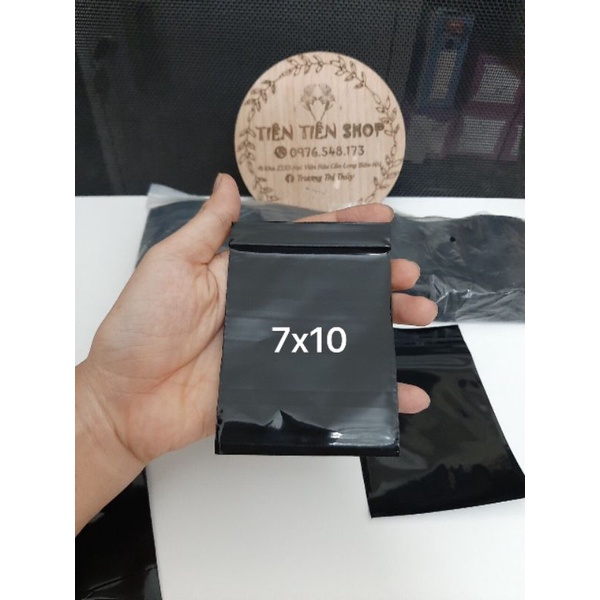 TIÊN TIÊN SHOP
0976.548.173
Trương Thị Thủy
7x10